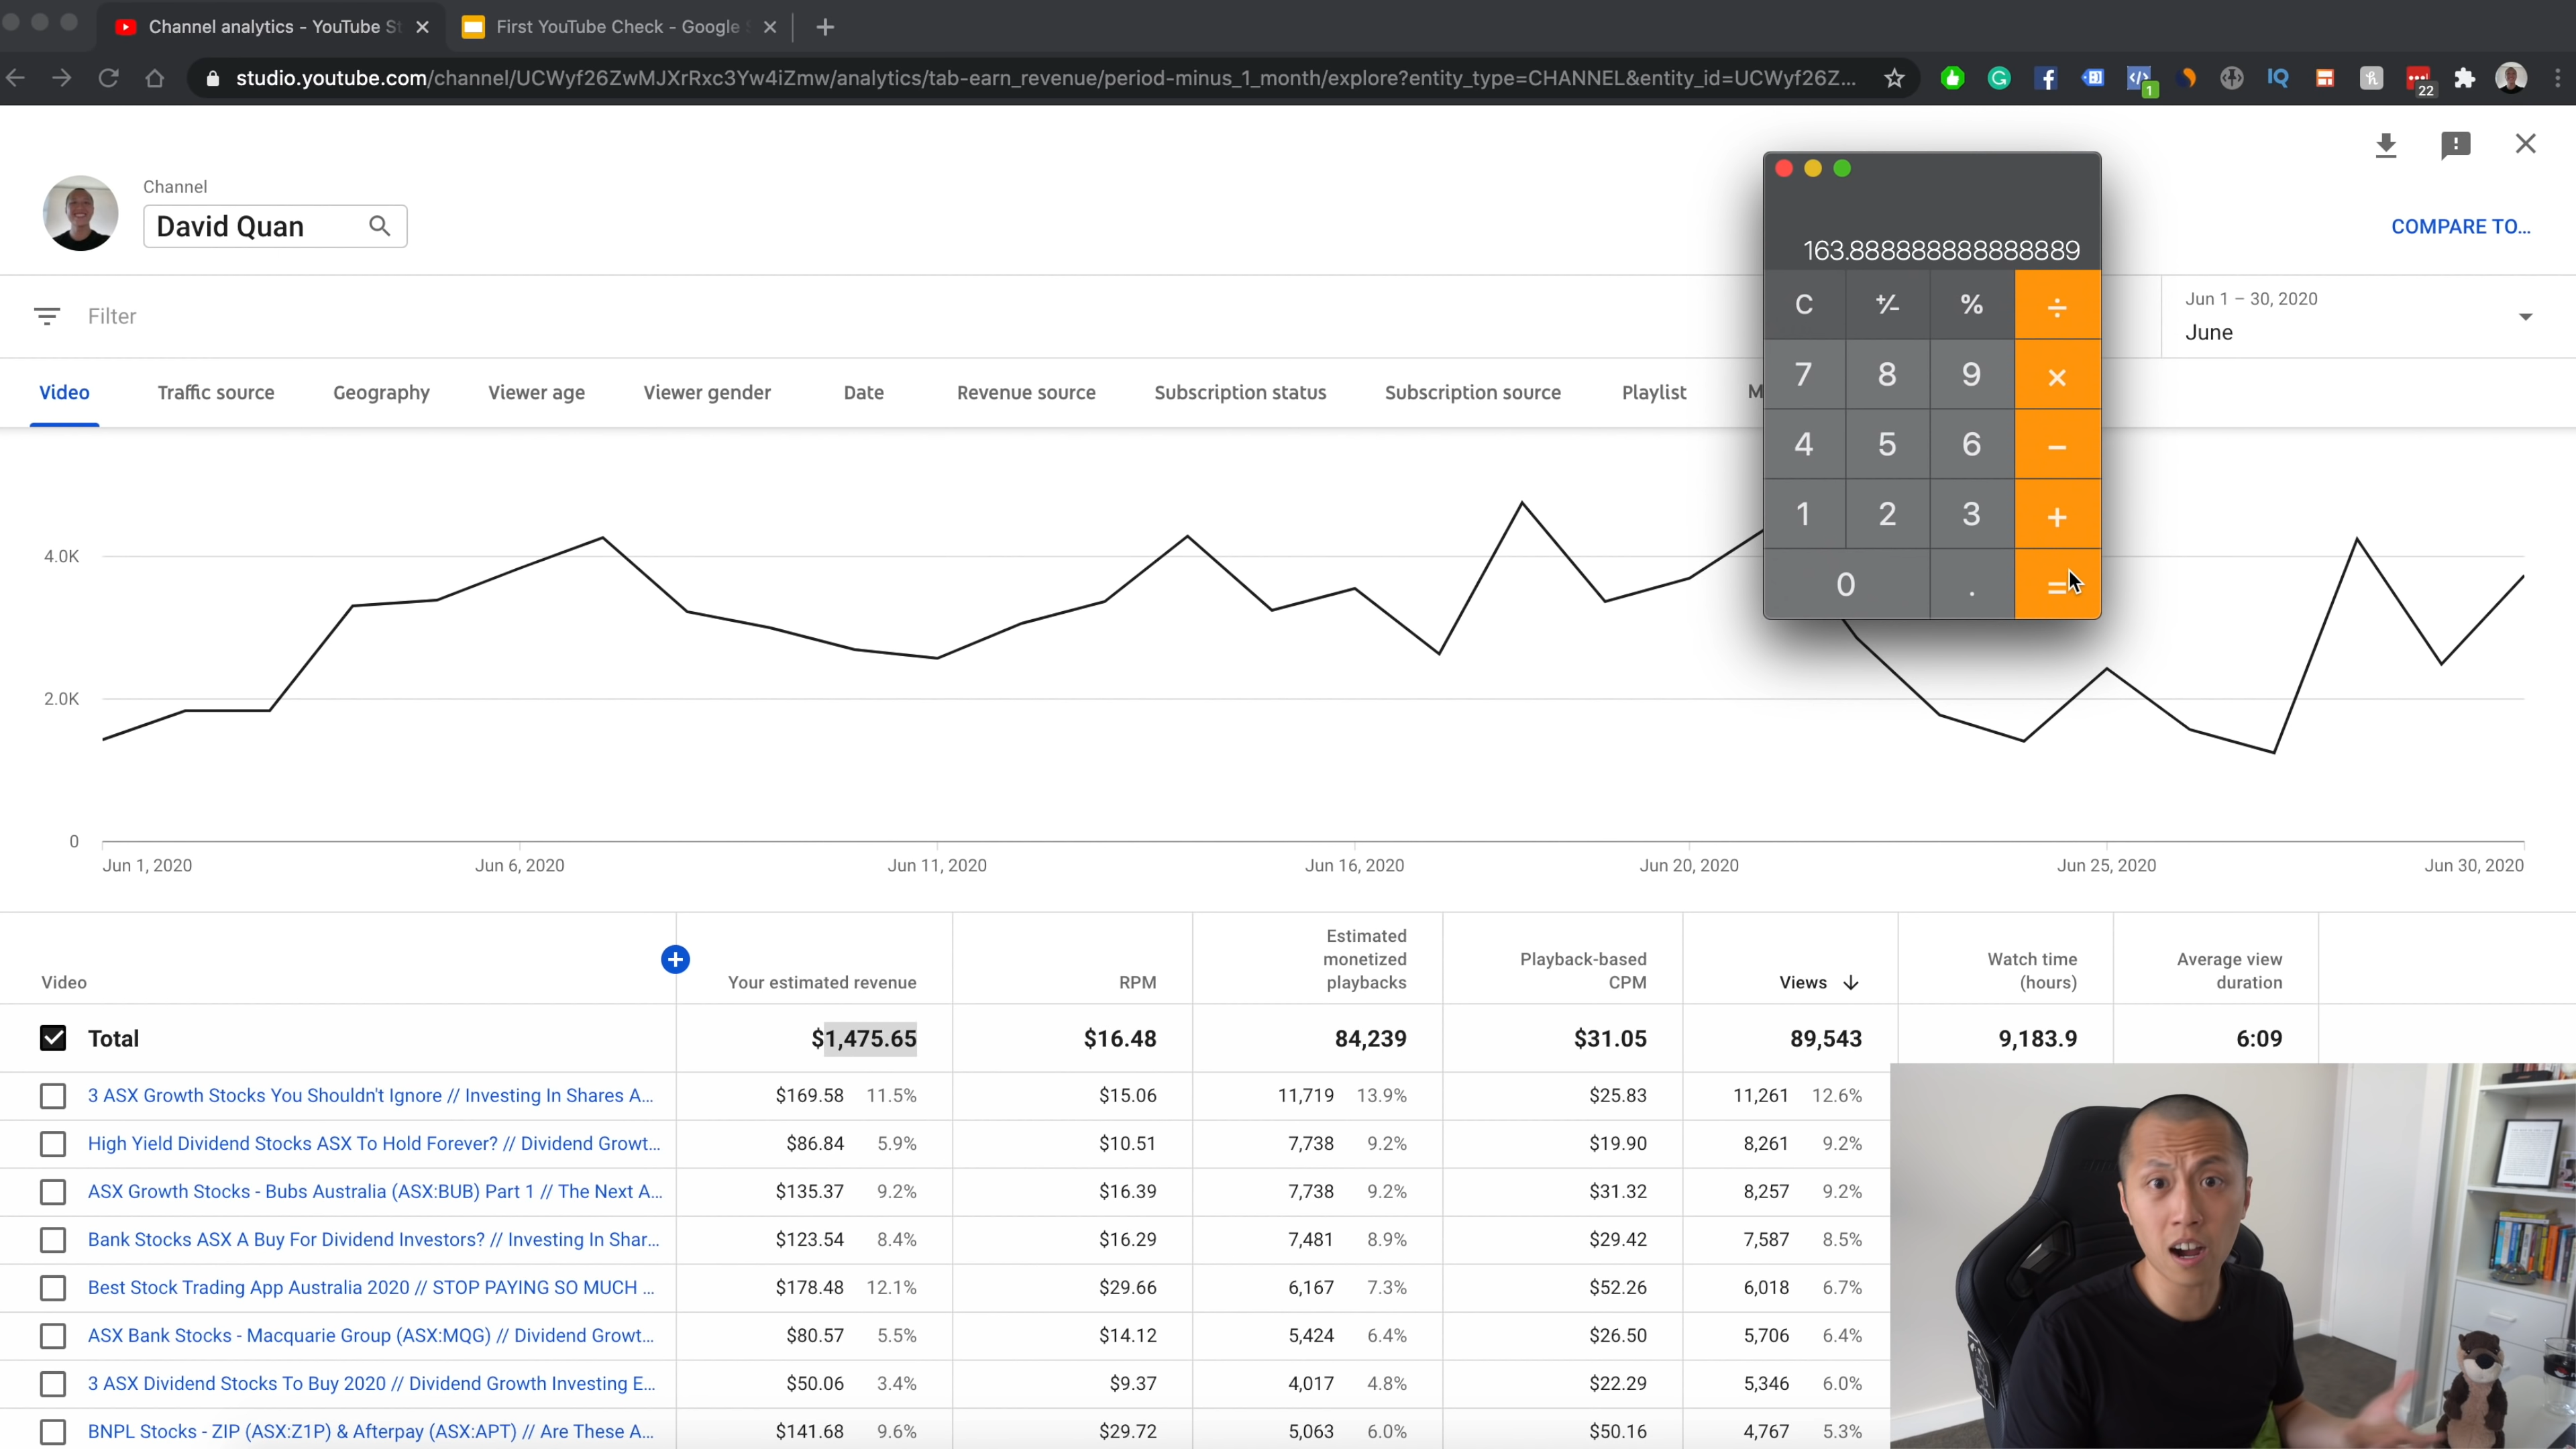 Channel analytics - YouTube St
First YouTube Check - Google S
studio.youtube.com/channel/UCWyf26ZwMJXrRxc3Yw4iZmw/analytics/tab-earn_revenue/period-minus_1_month/explore?entity_type=CHANNEL&entity_id=UCWyf26Z...
1
IQ
22
Channel
David Quan
COMPARE TO...
163.888888888888889
Filter
Jun 1 – 30, 2020
June
Video Traffic source Geography Viewer age Viewer gender Date Revenue source Subscription status Subscription source Playlist M
C +⁄- % ÷
7 8 9 ×
4 5 6 −
1 2 3 +
0 . =
4.0K
2.0K
0
Jun 1, 2020 Jun 6, 2020 Jun 11, 2020 Jun 16, 2020 Jun 20, 2020 Jun 25, 2020 Jun 30, 2020
Video Your estimated revenue RPM Estimated monetized playbacks Playback-based CPM Views Watch time (hours) Average view duration
Total $1,475.65 $16.48 84,239 $31.05 89,543 9,183.9 6:09
3 ASX Growth Stocks You Shouldn't Ignore // Investing In Shares A... $169.58 11.5% $15.06 11,719 13.9% $25.83 11,261 12.6%
High Yield Dividend Stocks ASX To Hold Forever? // Dividend Growt... $86.84 5.9% $10.51 7,738 9.2% $19.90 8,261 9.2%
ASX Growth Stocks - Bubs Australia (ASX:BUB) Part 1 // The Next A... $135.37 9.2% $16.39 7,738 9.2% $31.32 8,257 9.2%
Bank Stocks ASX A Buy For Dividend Investors? // Investing In Shar... $123.54 8.4% $16.29 7,481 8.9% $29.42 7,587 8.5%
Best Stock Trading App Australia 2020 // STOP PAYING SO MUCH ... $178.48 12.1% $29.66 6,167 7.3% $52.26 6,018 6.7%
ASX Bank Stocks - Macquarie Group (ASX:MQG) // Dividend Growt... $80.57 5.5% $14.12 5,424 6.4% $26.50 5,706 6.4%
3 ASX Dividend Stocks To Buy 2020 // Dividend Growth Investing E... $50.06 3.4% $9.37 4,017 4.8% $22.29 5,346 6.0%
BNPL Stocks - ZIP (ASX:Z1P) & Afterpay (ASX:APT) // Are These A... $141.68 9.6% $29.72 5,063 6.0% $50.16 4,767 5.3%